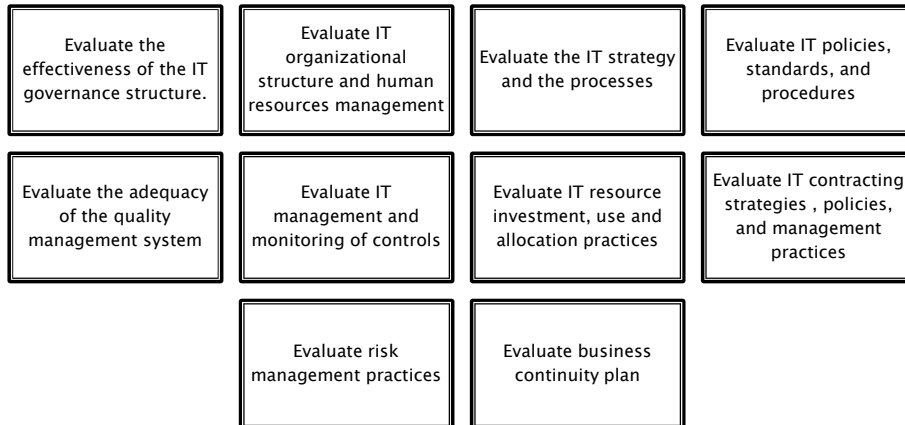 Evaluate the
effectiveness of the IT
governance structure.
Evaluate IT
organizational
structure and human
resources management
Evaluate the IT strategy
and the processes
Evaluate IT policies,
standards, and
procedures
Evaluate the adequacy
of the quality
management system
Evaluate IT
management and
monitoring of controls
Evaluate IT resource
investment, use and
allocation practices
Evaluate IT contracting
strategies , policies,
and management
practices
Evaluate risk
management practices
Evaluate business
continuity plan